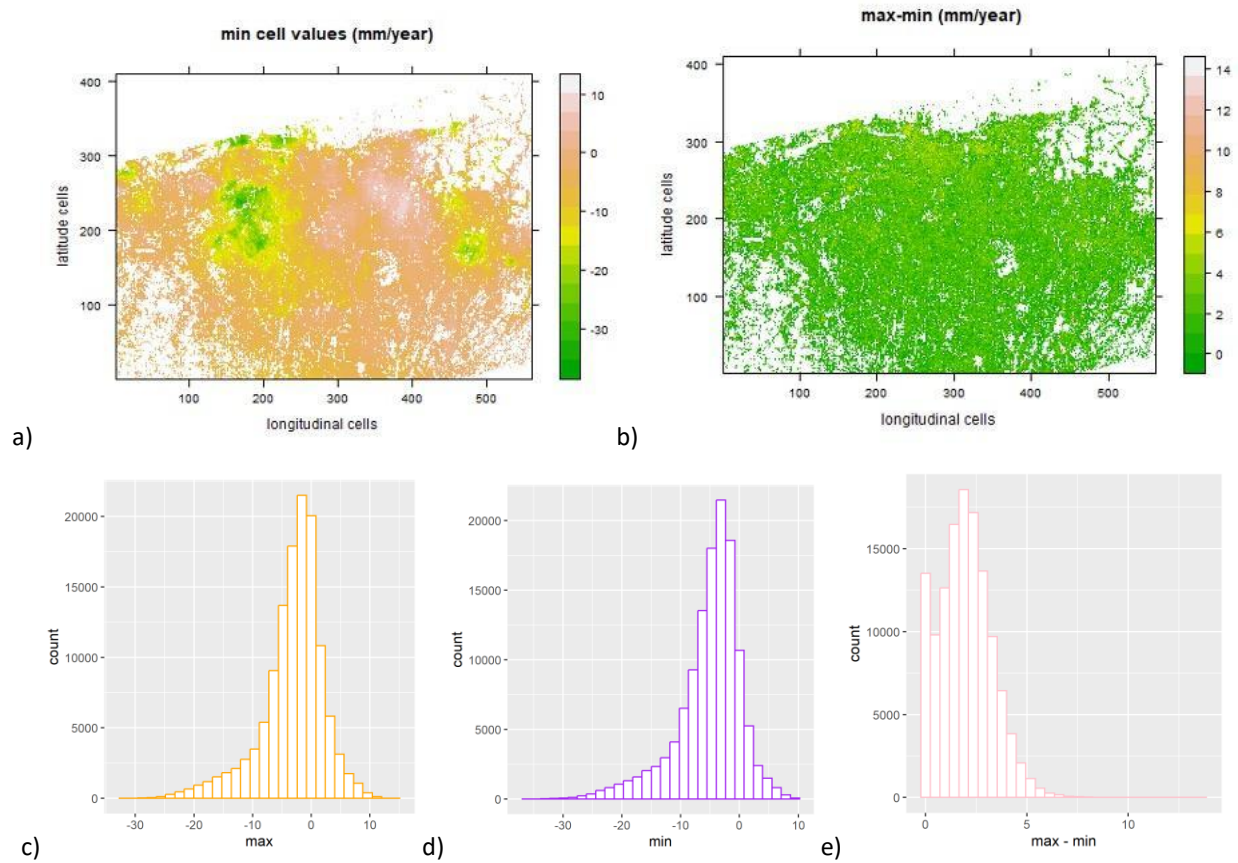 min cell values (mm/year)
400
300
200
100
latitude cells
100 200 300 400 500
longitudinal cells
10
0
-10
-20
-30
a)
max-min (mm/year)
400
300
200
100
latitude cells
100 200 300 400 500
longitudinal cells
14
12
10
8
6
4
2
0
b)
20000
15000
10000
5000
0
count
-30 -20 -10 0 10
max
c)
20000
15000
10000
5000
0
count
-30 -20 -10 0 10
min
d)
15000
10000
5000
0
count
0 5 10
max - min
e)